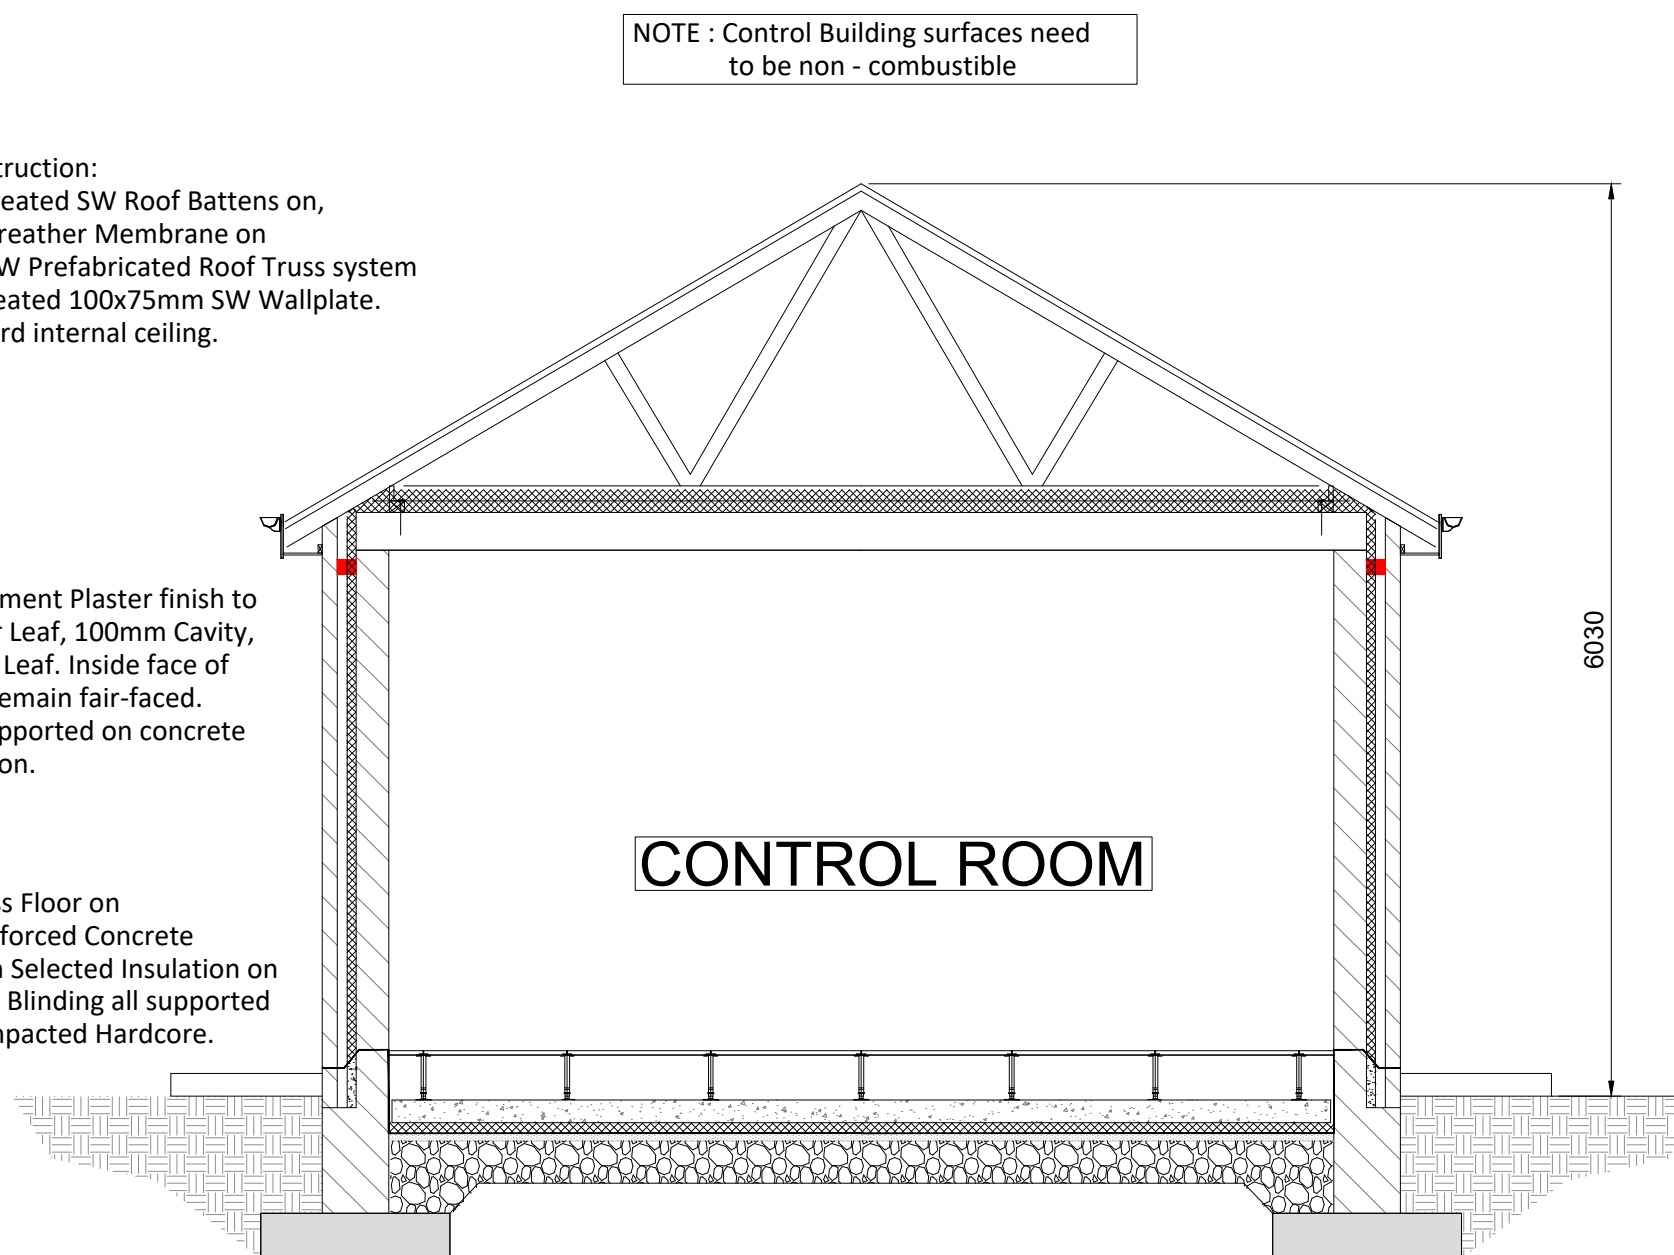 NOTE : Control Building surfaces need
to be non - combustible
truction:
eated SW Roof Battens on,
reather Membrane on
W Prefabricated Roof Truss system
eated 100x75mm SW Wallplate.
rd internal ceiling.
6030
ment Plaster finish to
r Leaf, 100mm Cavity,
Leaf. Inside face of
emain fair-faced.
pported on concrete
on.
CONTROL ROOM
ss Floor on
forced Concrete
n Selected Insulation on
Blinding all supported
mpacted Hardcore.